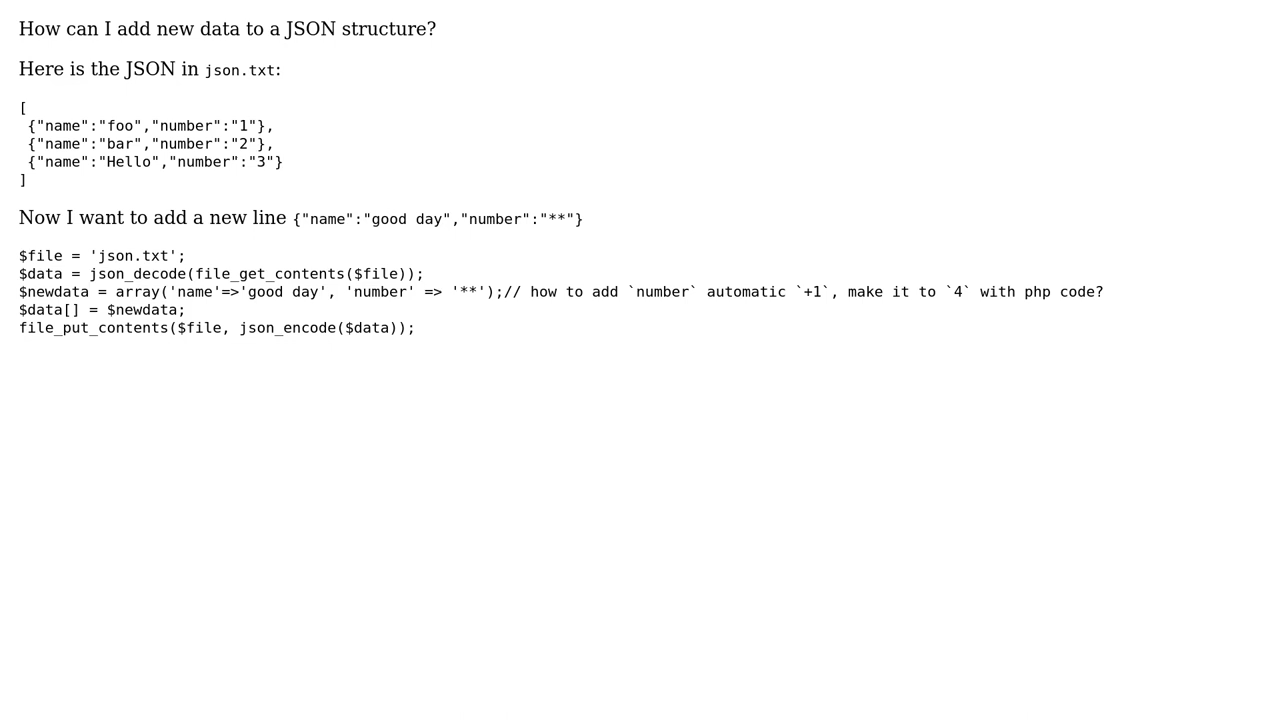 How can I add new data to a JSON structure?
Here is the JSON in json.txt:
[
 {"name":"foo","number":"1"},
 {"name":"bar","number":"2"},
 {"name":"Hello","number":"3"}
]
Now I want to add a new line {"name":"good day","number":"**"}
$file = 'json.txt';
$data = json_decode(file_get_contents($file));
$newdata = array('name'=>'good day', 'number' => '**');// how to add `number` automatic `+1`, make it to `4` with php code?
$data[] = $newdata;
file_put_contents($file, json_encode($data));